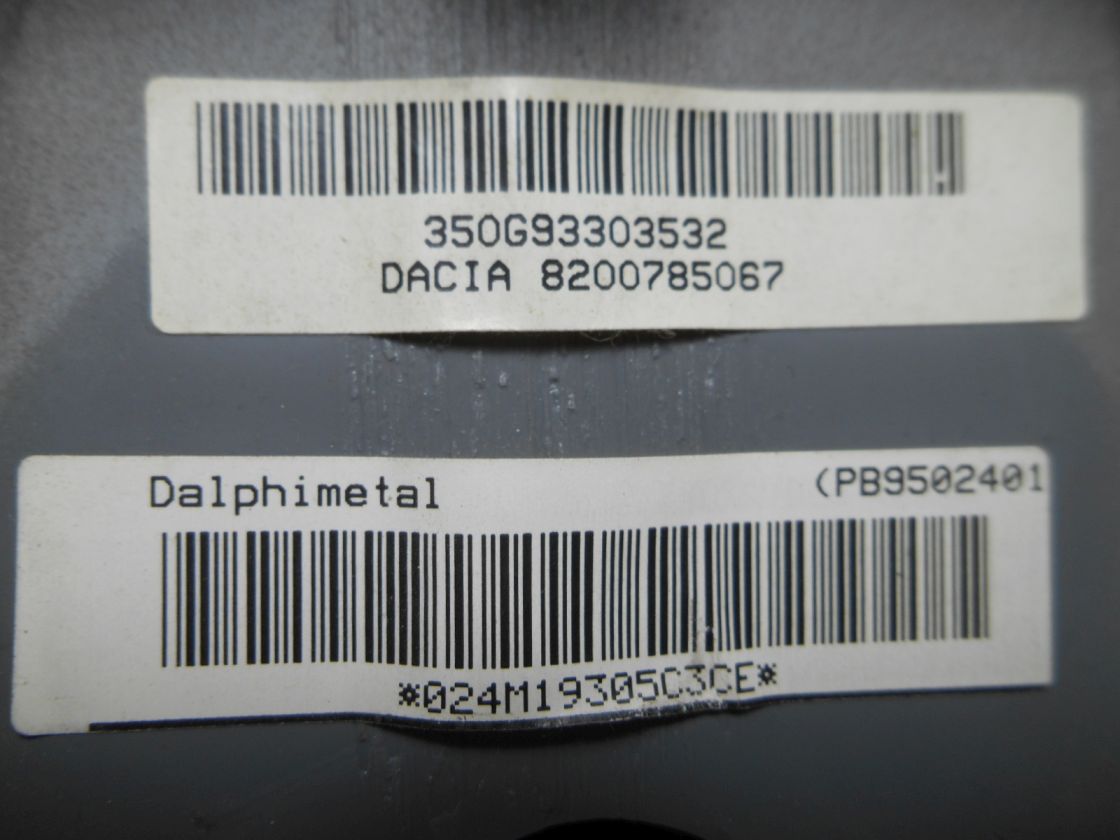 350G93303532
DACIA 8200785067
Dalphimetal
(PB9502401
*024M19305C3CE*